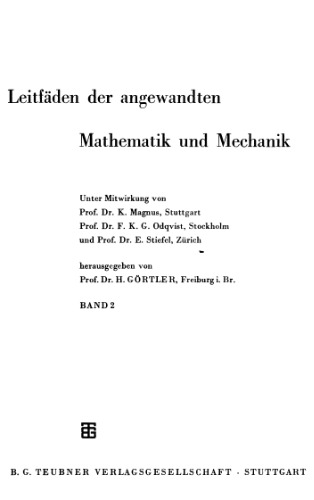 Leitfäden der angewandten
Mathematik und Mechanik
Unter Mitwirkung von
Prof. Dr. K. Magnus, Stuttgart
Prof. Dr. F. K. G. Odqvist, Stockholm
und Prof. Dr. E. Stiefel, Zürich
herausgegeben von
Prof. Dr. H. GÖRTLER, Freiburg i. Br.
BAND 2
B. G. TEUBNER VERLAGSGESELLSCHAFT · STUTTGART